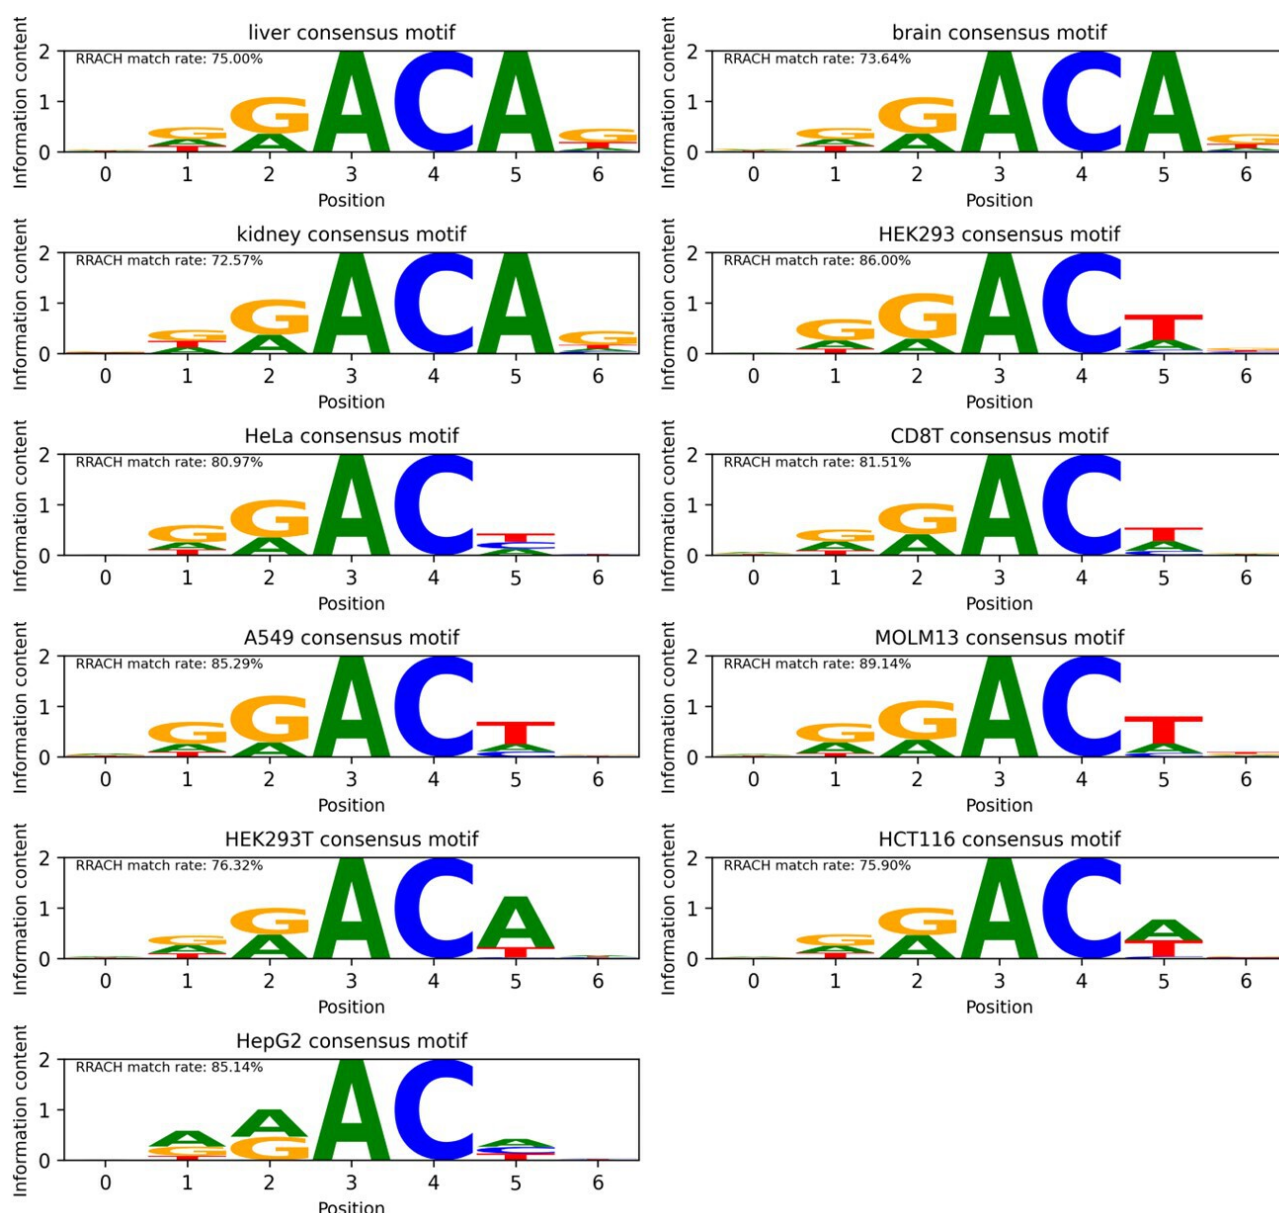 liver consensus motif
RRACH match rate: 75.00%
Information content
2
1
0
G A T G A A C A G T A
0 1 2 3 4 5 6
Position
brain consensus motif
RRACH match rate: 73.64%
Information content
2
1
0
G A T G A A C A G T A
0 1 2 3 4 5 6
Position
kidney consensus motif
RRACH match rate: 72.57%
Information content
2
1
0
G T A G A A C A G T
0 1 2 3 4 5 6
Position
HEK293 consensus motif
RRACH match rate: 86.00%
Information content
2
1
0
G A T G A A C T A
0 1 2 3 4 5 6
Position
HeLa consensus motif
RRACH match rate: 80.97%
Information content
2
1
0
G A T G A A C T C A
0 1 2 3 4 5 6
Position
CD8T consensus motif
RRACH match rate: 81.51%
Information content
2
1
0
G A T G A A C T A C
0 1 2 3 4 5 6
Position
A549 consensus motif
RRACH match rate: 85.29%
Information content
2
1
0
G A T G A A C T A C
0 1 2 3 4 5 6
Position
MOLM13 consensus motif
RRACH match rate: 89.14%
Information content
2
1
0
G A T G A A C T A C
0 1 2 3 4 5 6
Position
HEK293T consensus motif
RRACH match rate: 76.32%
Information content
2
1
0
G A T G A A C A T
0 1 2 3 4 5 6
Position
HCT116 consensus motif
RRACH match rate: 75.90%
Information content
2
1
0
G A T G A A C A T
0 1 2 3 4 5 6
Position
HepG2 consensus motif
RRACH match rate: 85.14%
Information content
2
1
0
A G T A G A C A C T
0 1 2 3 4 5 6
Position